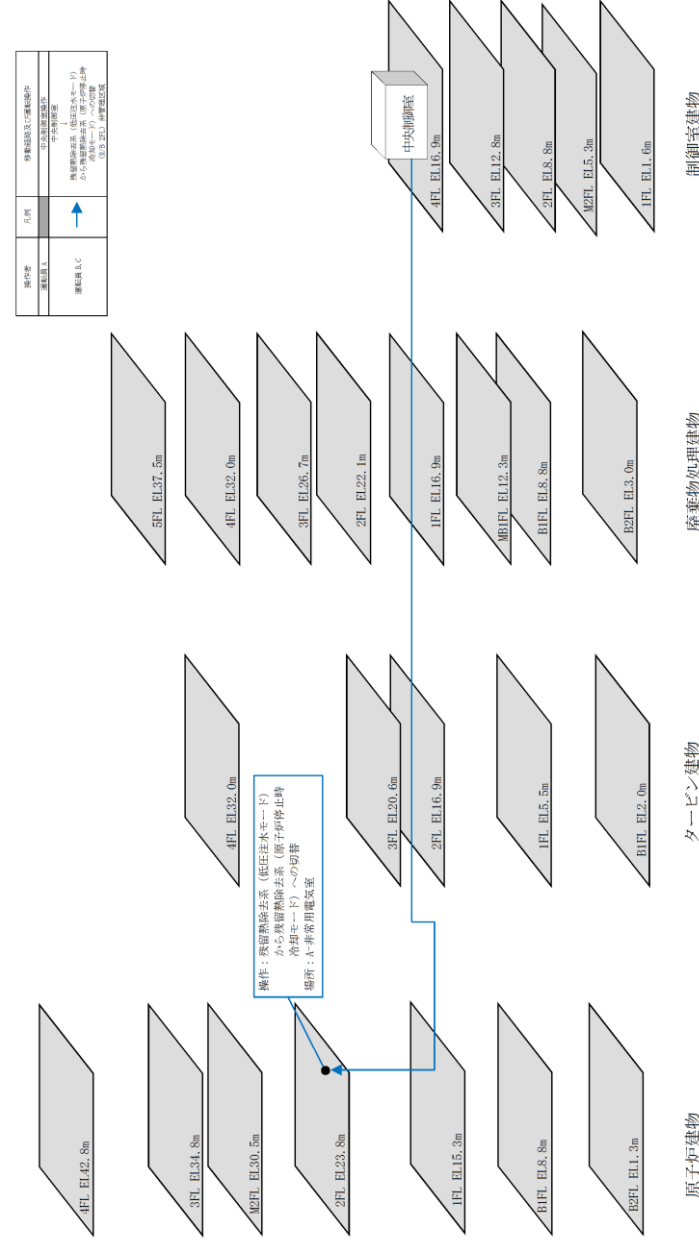 操作者 凡例 移動経路及び運転操作
運転員 A 中央制御室操作
運転員 B,C 中央制御室
↓
残留熱除去系（低圧注水モード）
から残留熱除去系（原子炉停止時
冷却モード）への切替
(R/B 2FL) 非管理区域
操作：残留熱除去系（低圧注水モード）
から残留熱除去系（原子炉停止時
冷却モード）への切替
場所：A-非常用電気室
4FL EL42.8m
3FL EL34.8m
M2FL EL30.5m
2FL EL23.8m
1FL EL15.3m
B1FL EL8.8m
B2FL EL1.3m
原子炉建物
4FL EL32.0m
3FL EL20.6m
2FL EL16.9m
1FL EL5.5m
B1FL EL2.0m
タービン建物
5FL EL37.5m
4FL EL32.0m
3FL EL26.7m
2FL EL22.1m
1FL EL16.9m
MB1FL EL12.3m
B1FL EL8.8m
B2FL EL3.0m
廃棄物処理建物
中央制御室
4FL EL16.9m
3FL EL12.8m
2FL EL8.8m
M2FL EL5.3m
1FL EL1.6m
制御室建物